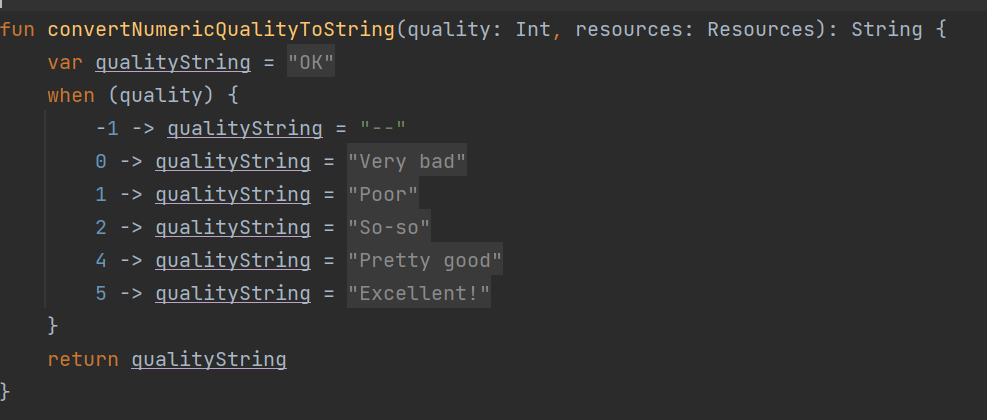 fun convertNumericQualityToString(quality: Int, resources: Resources): String {
var qualityString = "OK"
when (quality) {
-1 -> qualityString = "--"
0 -> qualityString = "Very bad"
1 -> qualityString = "Poor"
2 -> qualityString = "So-so"
4 -> qualityString = "Pretty good"
5 -> qualityString = "Excellent!"
}
return qualityString
}